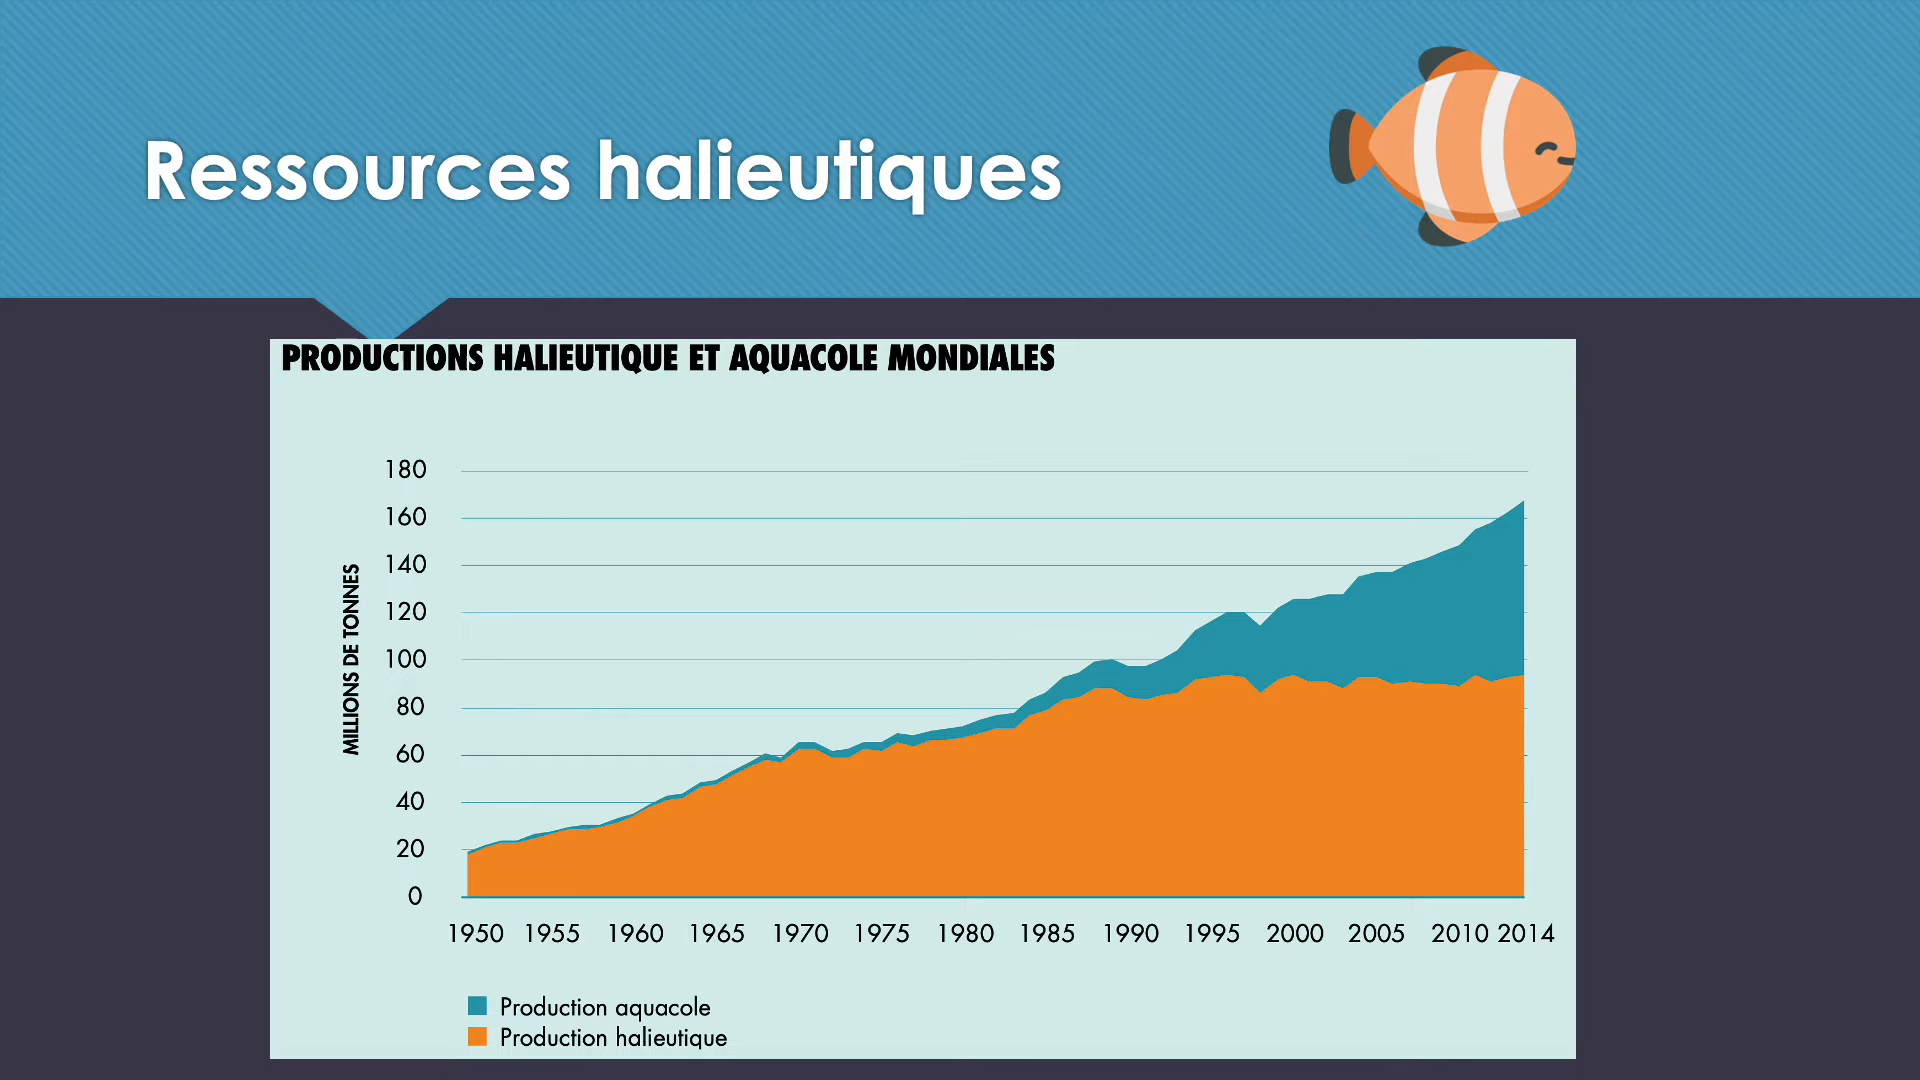 Ressources halieutiques
PRODUCTIONS HALIEUTIQUE ET AQUACOLE MONDIALES
MILLIONS DE TONNES
180
160
140
120
100
80
60
40
20
0
1950 1955 1960 1965 1970 1975 1980 1985 1990 1995 2000 2005 2010 2014
Production aquacole
Production halieutique